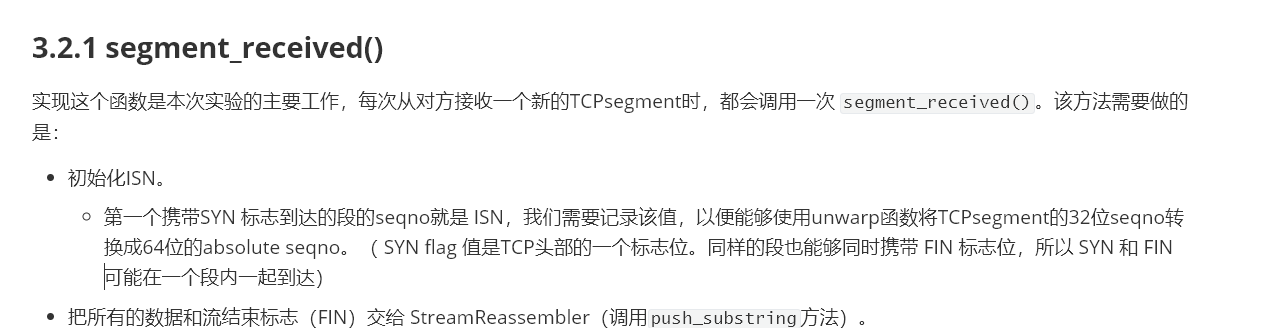 3.2.1 segment_received()
实现这个函数是本次实验的主要工作，每次从对方接收一个新的TCPsegment时，都会调用一次 segment_received()。该方法需要做的
是：
初始化ISN。
第一个携带SYN 标志到达的段的seqno就是 ISN，我们需要记录该值，以便能够使用unwarp函数将TCPsegment的32位seqno转
换成64位的absolute seqno。（ SYN flag 值是TCP头部的一个标志位。同样的段也能够同时携带 FIN 标志位，所以 SYN 和 FIN
可能在一个段内一起到达）
把所有的数据和流结束标志（FIN）交给 StreamReassembler（调用push_substring方法）。